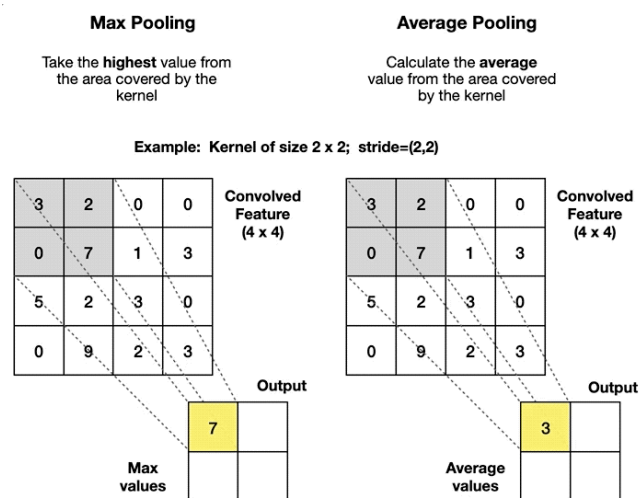 Max Pooling
Take the highest value from
the area covered by the
kernel
Average Pooling
Calculate the average
value from the area covered
by the kernel
Example: Kernel of size 2 x 2; stride=(2,2)
3 2 0 0
0 7 1 3
5 2 3 0
0 9 2 3
Convolved
Feature
(4 x 4)
Output
7
Max
values
3 2 0 0
0 7 1 3
5 2 3 0
0 9 2 3
Convolved
Feature
(4 x 4)
Output
3
Average
values